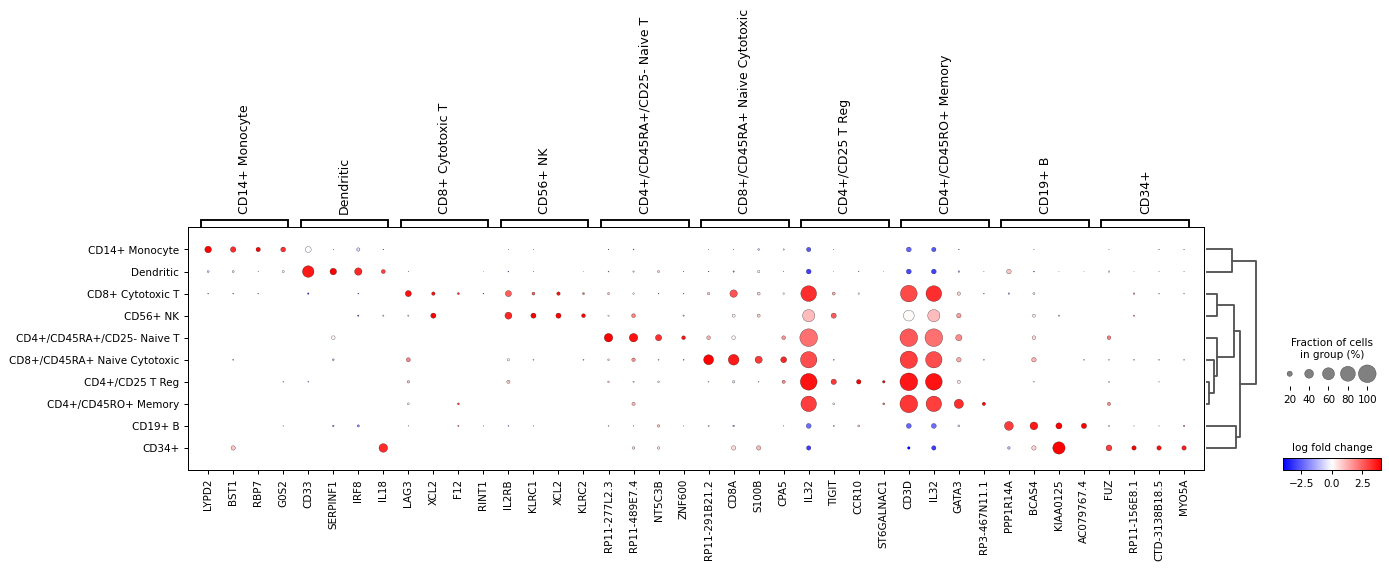 CD14+ Monocyte
Dendritic
CD8+ Cytotoxic T
CD56+ NK
CD4+/CD45RA+/CD25- Naive T
CD8+/CD45RA+ Naive Cytotoxic
CD4+/CD25 T Reg
CD4+/CD45RO+ Memory
CD19+ B
CD34+
CD14+ Monocyte
Dendritic
CD8+ Cytotoxic T
CD56+ NK
CD4+/CD45RA+/CD25- Naive T
CD8+/CD45RA+ Naive Cytotoxic
CD4+/CD25 T Reg
CD4+/CD45RO+ Memory
CD19+ B
CD34+
LYPD2
BST1
RBP7
G0S2
CD33
SERPINF1
IRF8
IL18
LAG3
XCL2
F12
RINT1
IL2RB
KLRC1
XCL2
KLRC2
RP11-277L2.3
RP11-489E7.4
NT5C3B
ZNF600
RP11-291B21.2
CD8A
S100B
CPA5
IL32
TIGIT
CCR10
ST6GALNAC1
CD3D
IL32
GATA3
RP3-467N11.1
PPP1R14A
BCAS4
KIAA0125
AC079767.4
FUZ
RP11-156E8.1
CTD-3138B18.5
MYO5A
Fraction of cells
in group (%)
20 40 60 80 100
log fold change
−2.5 0.0 2.5